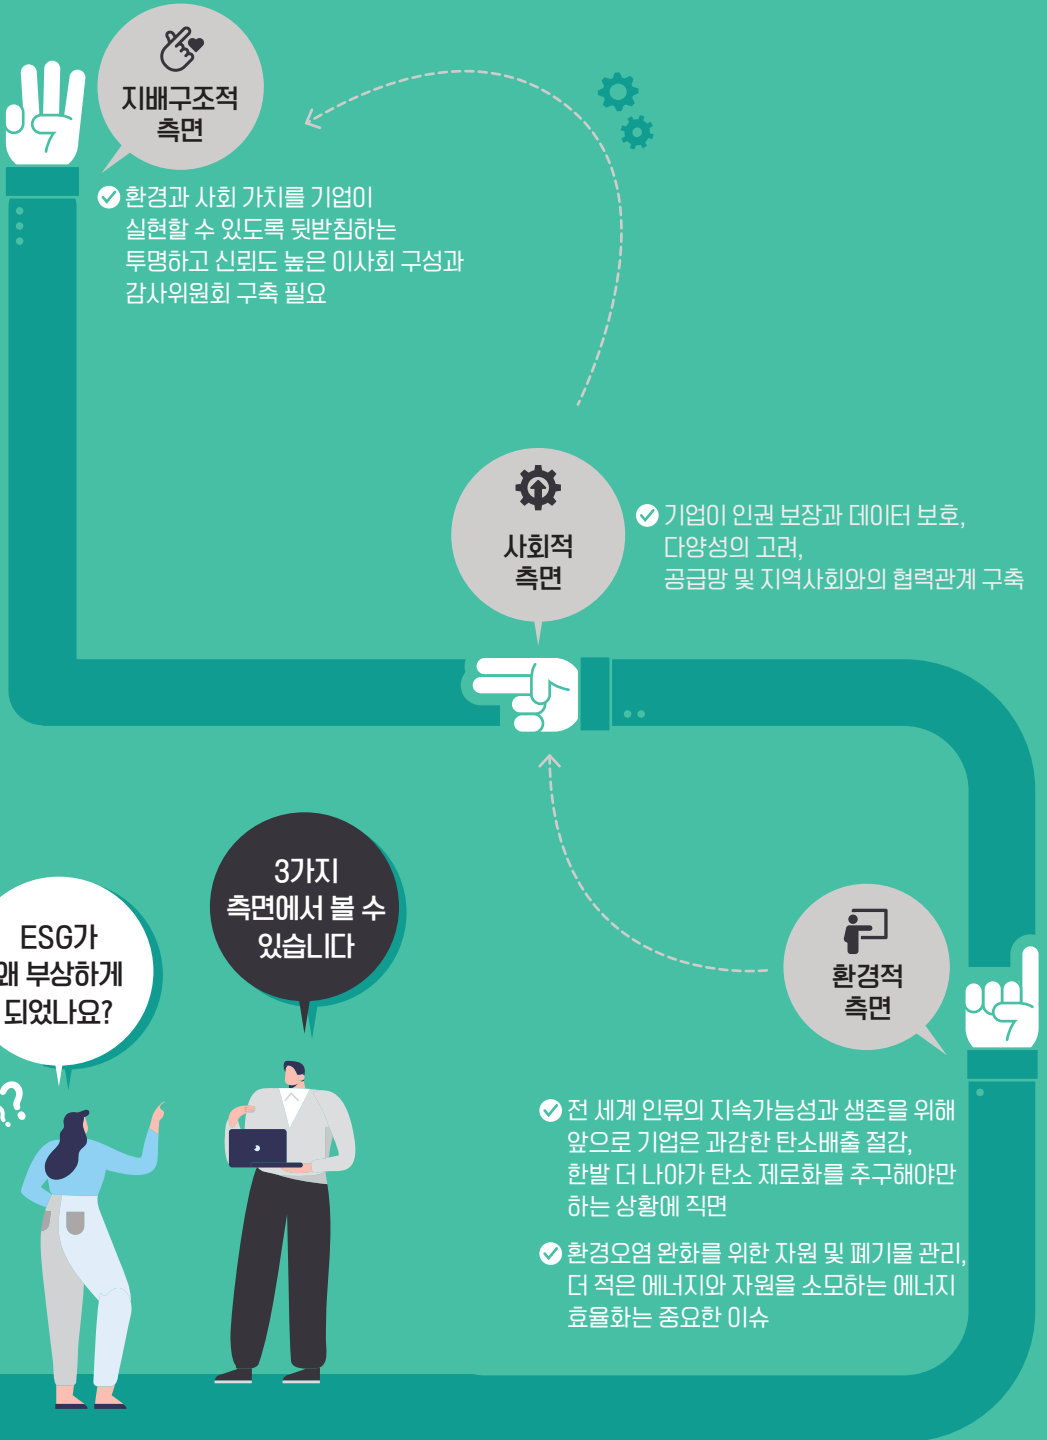 지배구조적
측면
환경과 사회 가치를 기업이
실현할 수 있도록 뒷받침하는
투명하고 신뢰도 높은 이사회 구성과
감사위원회 구축 필요
사회적
측면
기업이 인권 보장과 데이터 보호,
다양성의 고려,
공급망 및 지역사회와의 협력관계 구축
3가지
측면에서 볼 수
있습니다
ESG가
왜 부상하게
되었나요?
??
환경적
측면
전 세계 인류의 지속가능성과 생존을 위해
앞으로 기업은 과감한 탄소배출 절감,
한발 더 나아가 탄소 제로화를 추구해야만
하는 상황에 직면
환경오염 완화를 위한 자원 및 폐기물 관리,
더 적은 에너지와 자원을 소모하는 에너지
효율화는 중요한 이슈